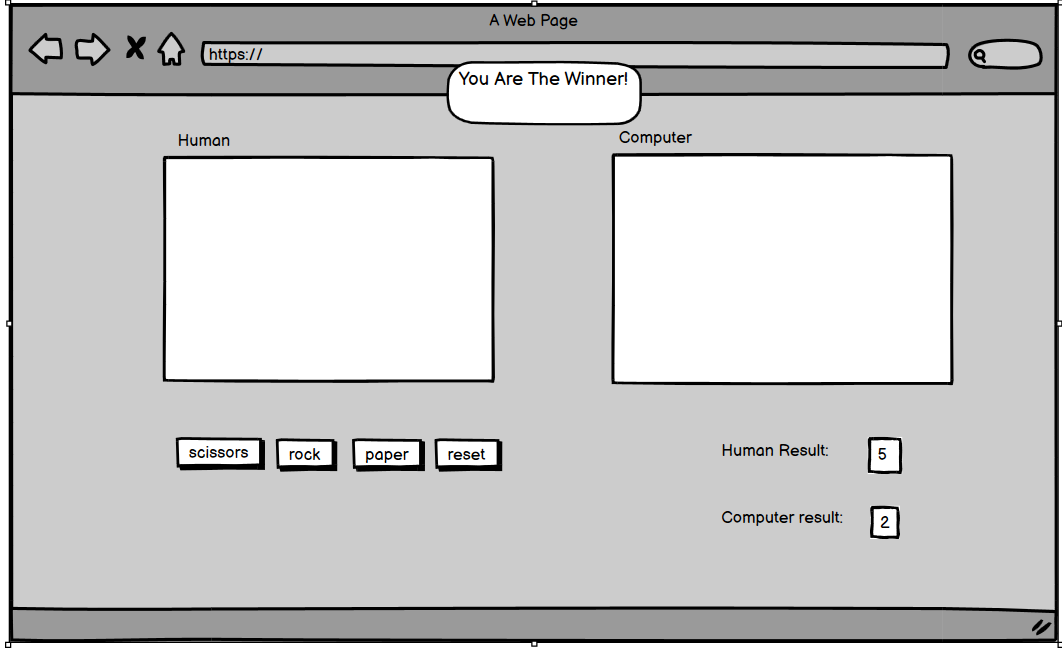 A Web Page
https://
You Are The Winner!
Human
Computer
scissors
rock
paper
reset
Human Result:
5
Computer result:
2